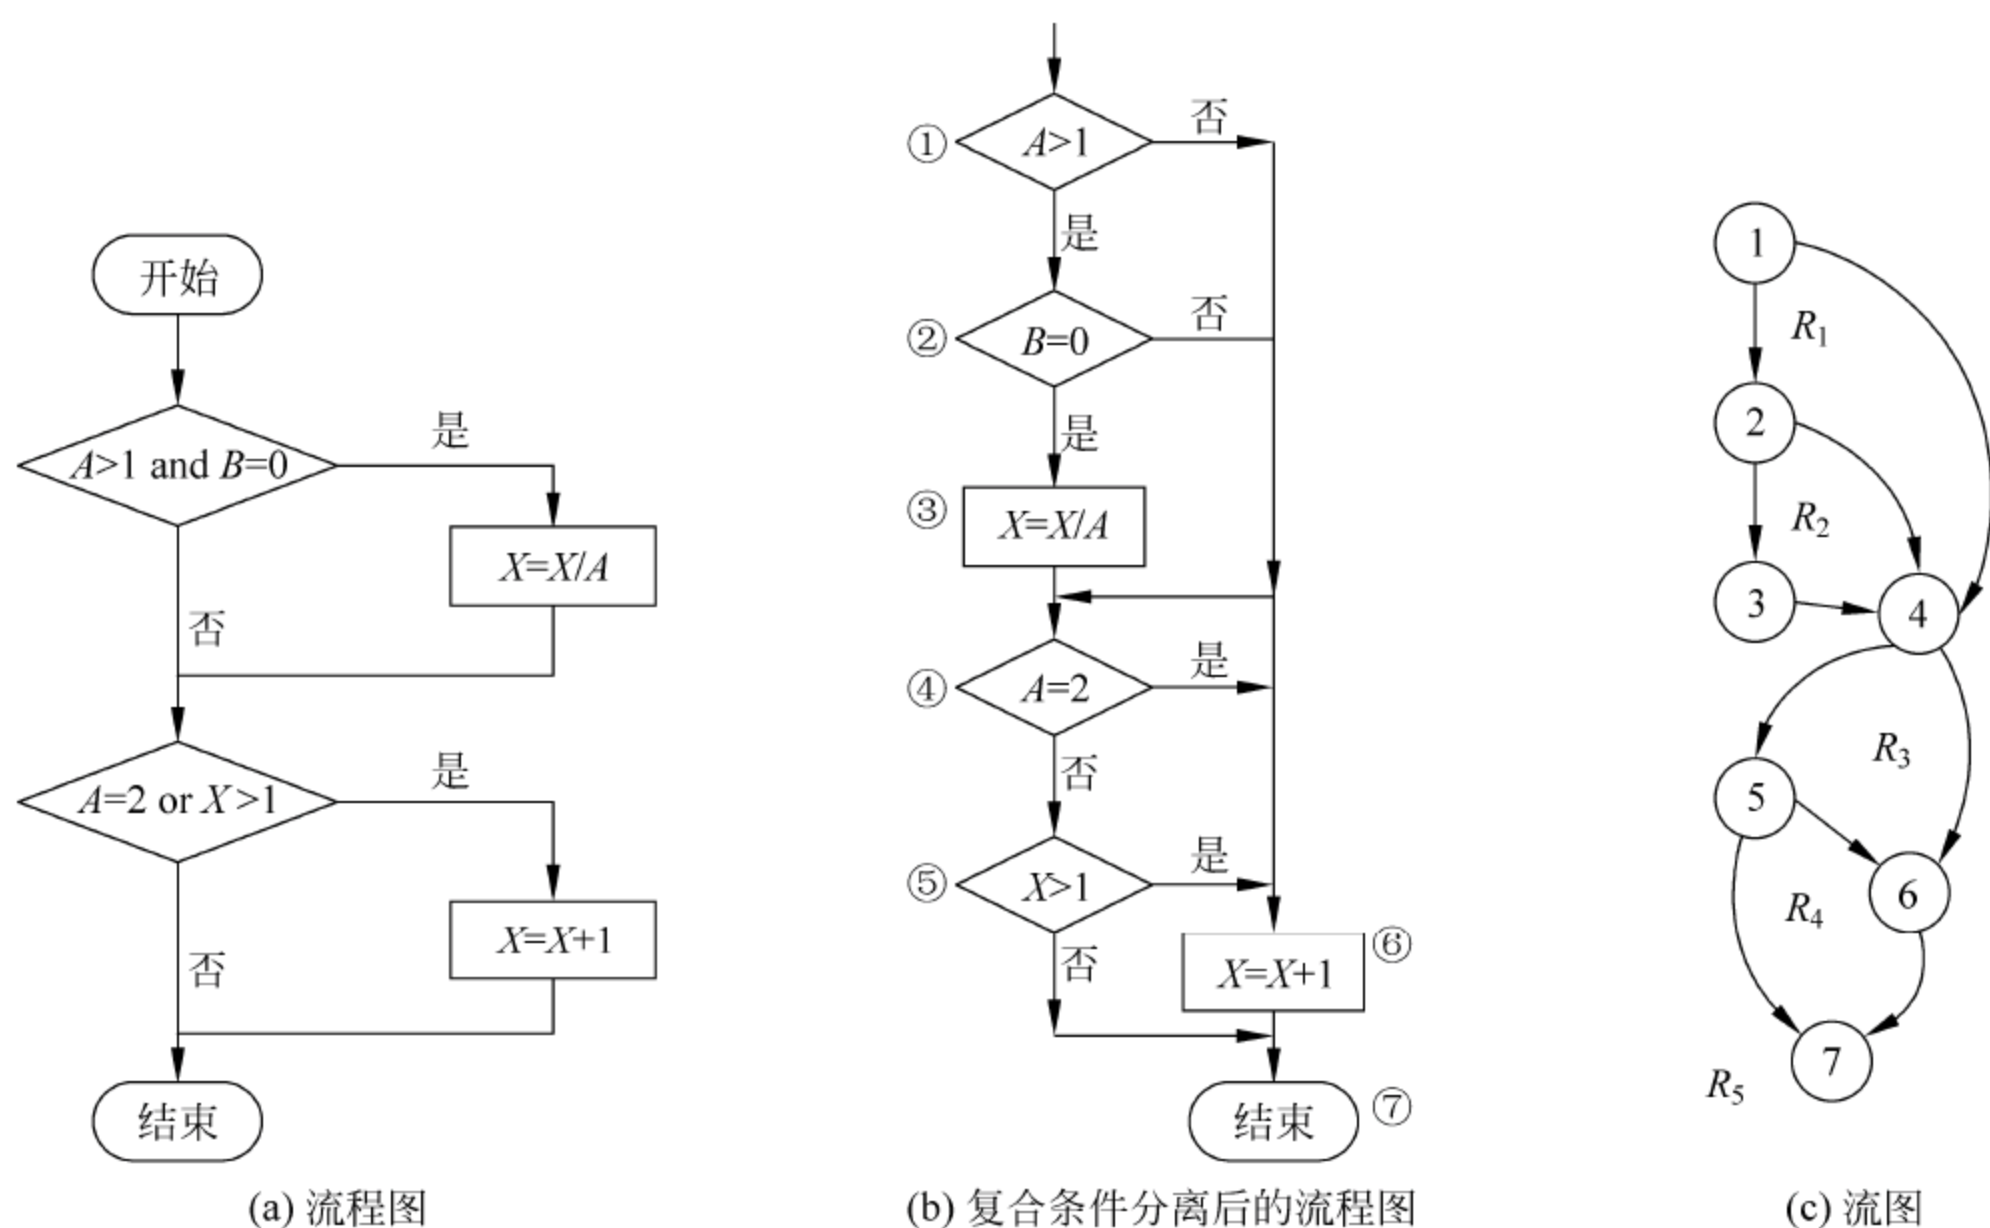 开始
A>1 and B=0
是
X=X/A
否
A=2 or X>1
是
X=X+1
否
结束
(a) 流程图
① A>1 否
是
② B=0 否
是
③ X=X/A
④ A=2 是
否
⑤ X>1 是
否
X=X+1 ⑥
结束 ⑦
(b) 复合条件分离后的流程图
1
R₁
2
R₂
3
4
R₃
5
6
R₄
7
R₅
(c) 流图